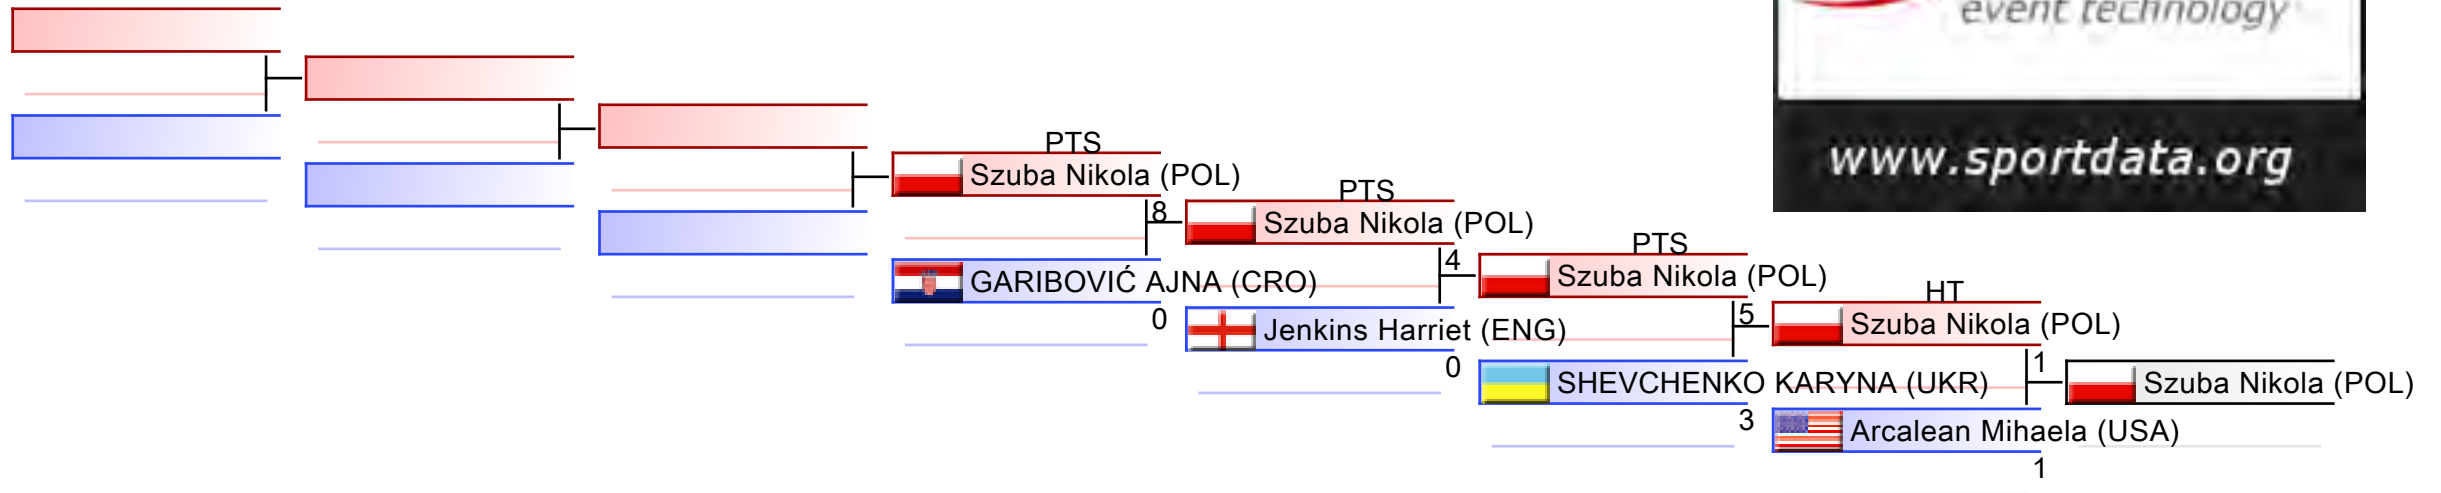 event technology
www.sportdata.org
PTS
Szuba Nikola (POL)
8
GARIBOVIĆ AJNA (CRO)
0
PTS
Szuba Nikola (POL)
4
Jenkins Harriet (ENG)
0
PTS
Szuba Nikola (POL)
5
SHEVCHENKO KARYNA (UKR)
3
HT
Szuba Nikola (POL)
1
Arcalean Mihaela (USA)
1
Szuba Nikola (POL)